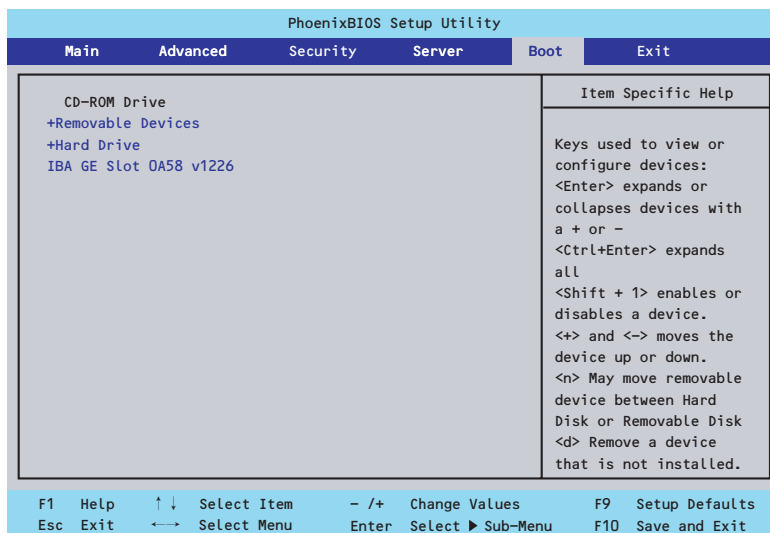 PhoenixBIOS Setup Utility
Main Advanced Security Server Boot Exit
CD-ROM Drive
+Removable Devices
+Hard Drive
IBA GE Slot 0A58 v1226
Item Specific Help
Keys used to view or
configure devices:
<Enter> expands or
collapses devices with
a + or -
<Ctrl+Enter> expands
all
<Shift + 1> enables or
disables a device.
<+> and <-> moves the
device up or down.
<n> May move removable
device between Hard
Disk or Removable Disk
<d> Remove a device
that is not installed.
F1 Help ↑↓ Select Item - /+ Change Values F9 Setup Defaults
Esc Exit ←→ Select Menu Enter Select ▶ Sub-Menu F10 Save and Exit